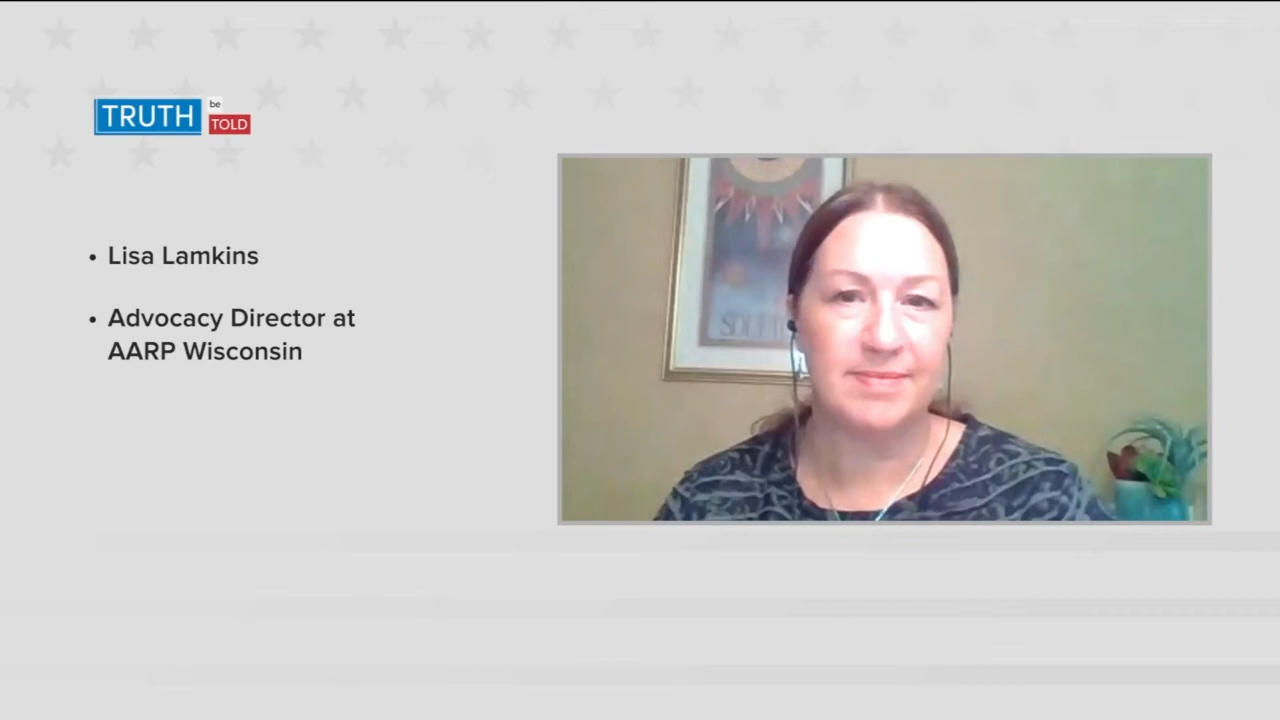 TRUTH be TOLD
• Lisa Lamkins
• Advocacy Director at
AARP Wisconsin